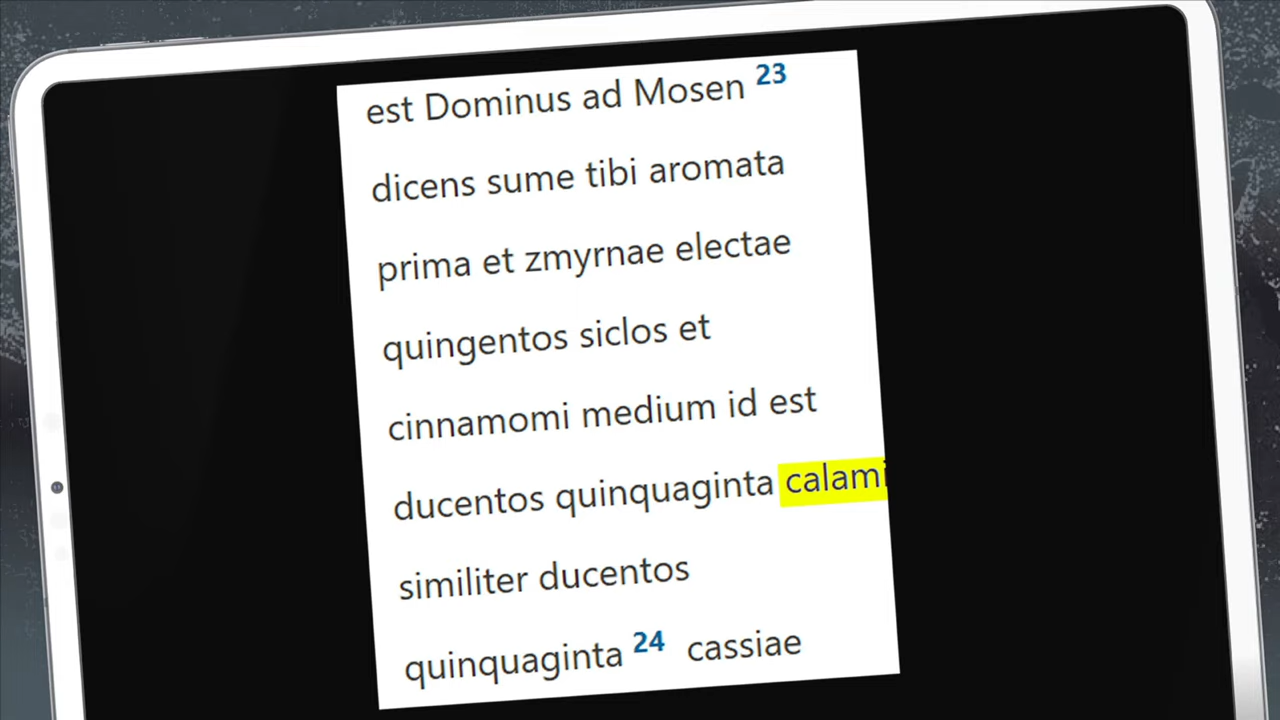 est Dominus ad Mosen 23
dicens sume tibi aromata
prima et zmyrnae electae
quingentos siclos et
cinnamomi medium id est
ducentos quinquaginta calami
similiter ducentos
quinquaginta 24 cassiae